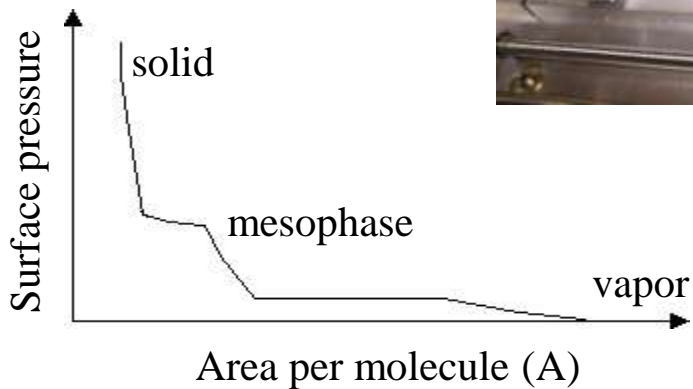 Surface pressure
solid
mesophase
vapor
Area per molecule (A)